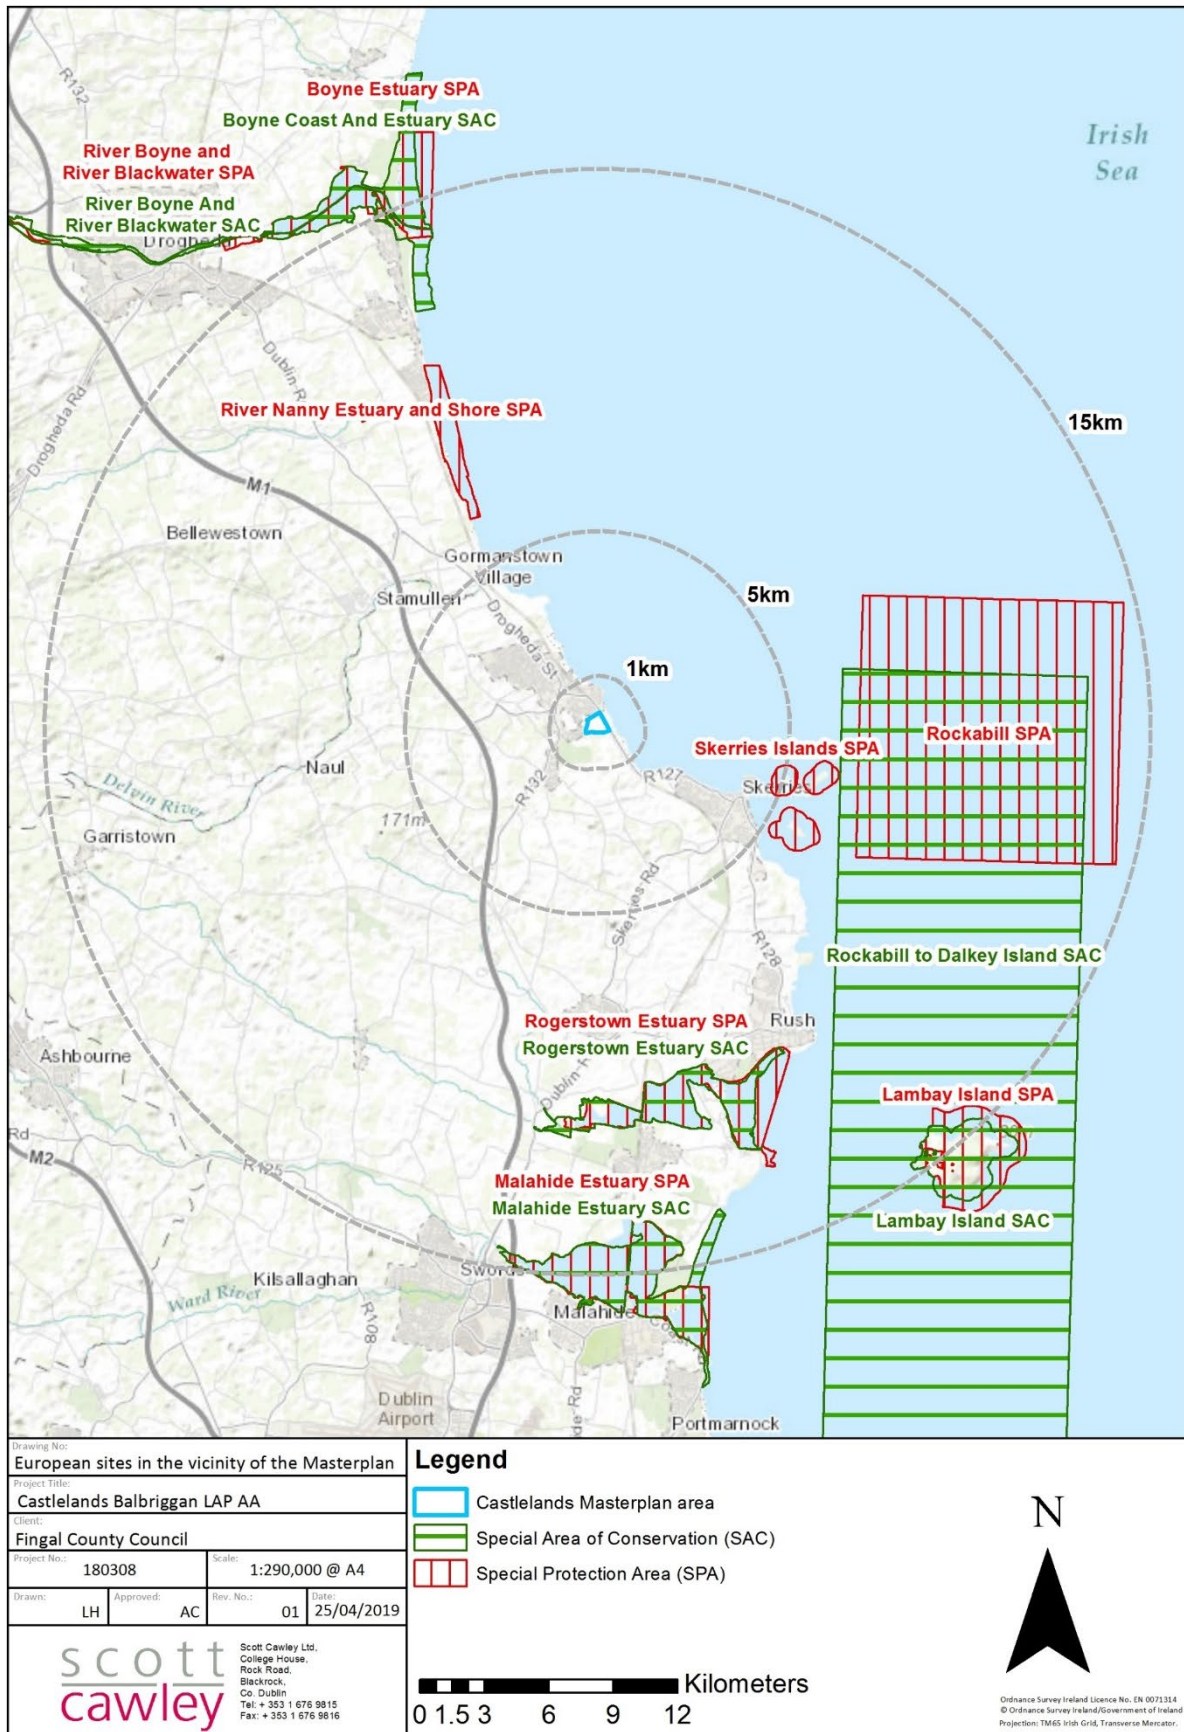 Boyne Estuary SPA
Boyne Coast And Estuary SAC
River Boyne and
River Blackwater SPA
River Boyne And
River Blackwater SAC
R132
Irish
Sea
Drogheda Rd
River Nanny Estuary and Shore SPA
15km
M1
Bellewestown
Gormanstown
Village
Stamullen
Drogheda St
5km
1km
Rockabill SPA
Skerries Islands SPA
Skerries
R127
R132
Naul
Delvin River
Garristown
171m
Skerries Rd
R128
Rockabill to Dalkey Island SAC
Rush
Rogerstown Estuary SPA
Rogerstown Estuary SAC
Ashbourne
Lambay Island SPA
Rd
M2
R125
Malahide Estuary SPA
Malahide Estuary SAC
Lambay Island SAC
Swords
Kilsallaghan
Ward River
R108
Malahide
Dublin
Airport
de Rd
Portmarnock
Drawing No:
European sites in the vicinity of the Masterplan
Project Title:
Castlelands Balbriggan LAP AA
Client:
Fingal County Council
Project No.: 180308
Scale: 1:290,000 @ A4
Drawn: LH
Approved: AC
Rev. No.: 01
Date: 25/04/2019
scott
cawley
Scott Cawley Ltd,
College House,
Rock Road,
Blackrock,
Co. Dublin
Tel: + 353 1 676 9815
Fax: + 353 1 676 9816
Legend
Castlelands Masterplan area
Special Area of Conservation (SAC)
Special Protection Area (SPA)
Kilometers
0 1.5 3 6 9 12
N
Ordnance Survey Ireland Licence No. EN 0071314
© Ordnance Survey Ireland/Government of Ireland
Projection: TM65 Irish Grid, Transverse Mercator.